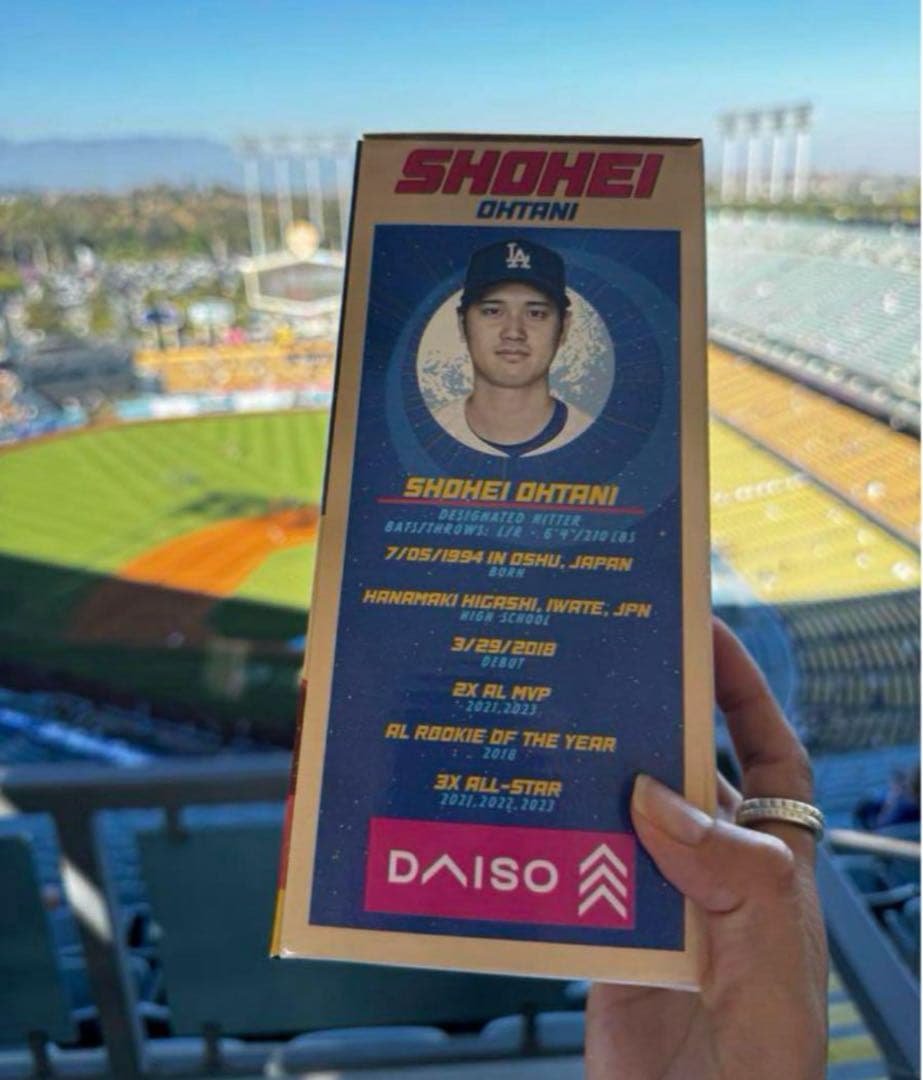 SHOHEI
OHTANI
LA
SHOHEI OHTANI
DESIGNATED HITTER
BATS/THROWS: L/R - 6'4"/210 LBS
7/05/1994 IN OSHU, JAPAN
BORN
HANAMAKI HIGASHI, IWATE, JPN
HIGH SCHOOL
3/29/2018
DEBUT
2X AL MVP
2021,2023
AL ROOKIE OF THE YEAR
2018
3X ALL-STAR
2021,2022,2023
DAISO